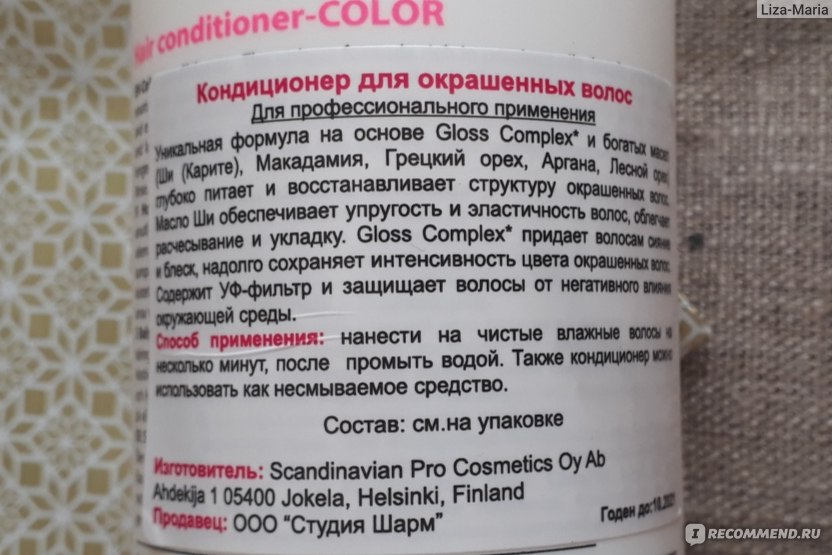 Liza-Maria
Hair conditioner-COLOR
Кондиционер для окрашенных волос
Для профессионального применения
Уникальная формула на основе Gloss Complex* и богатых масел
(Ши (Карите), Макадамия, Грецкий орех, Аргана, Лесной орех)
глубоко питает и восстанавливает структуру окрашенных волос.
Масло Ши обеспечивает упругость и эластичность волос, облегчает
расчесывание и укладку. Gloss Complex* придает волосам сияние
и блеск, надолго сохраняет интенсивность цвета окрашенных волос.
Содержит УФ-фильтр и защищает волосы от негативного влияния
окружающей среды.
Способ применения: нанести на чистые влажные волосы на
несколько минут, после промыть водой. Также кондиционер можно
использовать как несмываемое средство.
Состав: см.на упаковке
Изготовитель: Scandinavian Pro Cosmetics Oy Ab
Ahdekija 1 05400 Jokela, Helsinki, Finland
Продавец: ООО "Студия Шарм"
Годен до:10.2021
IRECOMMEND.RU